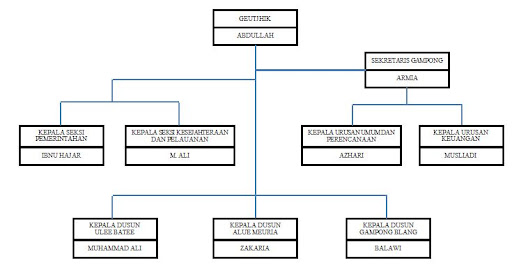 GEUTJHIK
ABDULLAH
SEKRETARIS GAMPONG
ARMIA
KEPALA SEKSI
PEMERINTAHAN
IBNU HAJAR
KEPALA SEKSI KESEJAHTERAAN
DAN PELAUANAN
M. ALI
KEPALA URUSAN UMUM DAN
PERENCANAAN
AZHARI
KEPALA URUSAN
KEUANGAN
MUSLIADI
KEPALA DUSUN
ULEE BATEE
MUHAMMAD ALI
KEPALA DUSUN
ALUE MEURIA
ZAKARIA
KEPALA DUSUN
GAMPONG BLANG
BALAWI